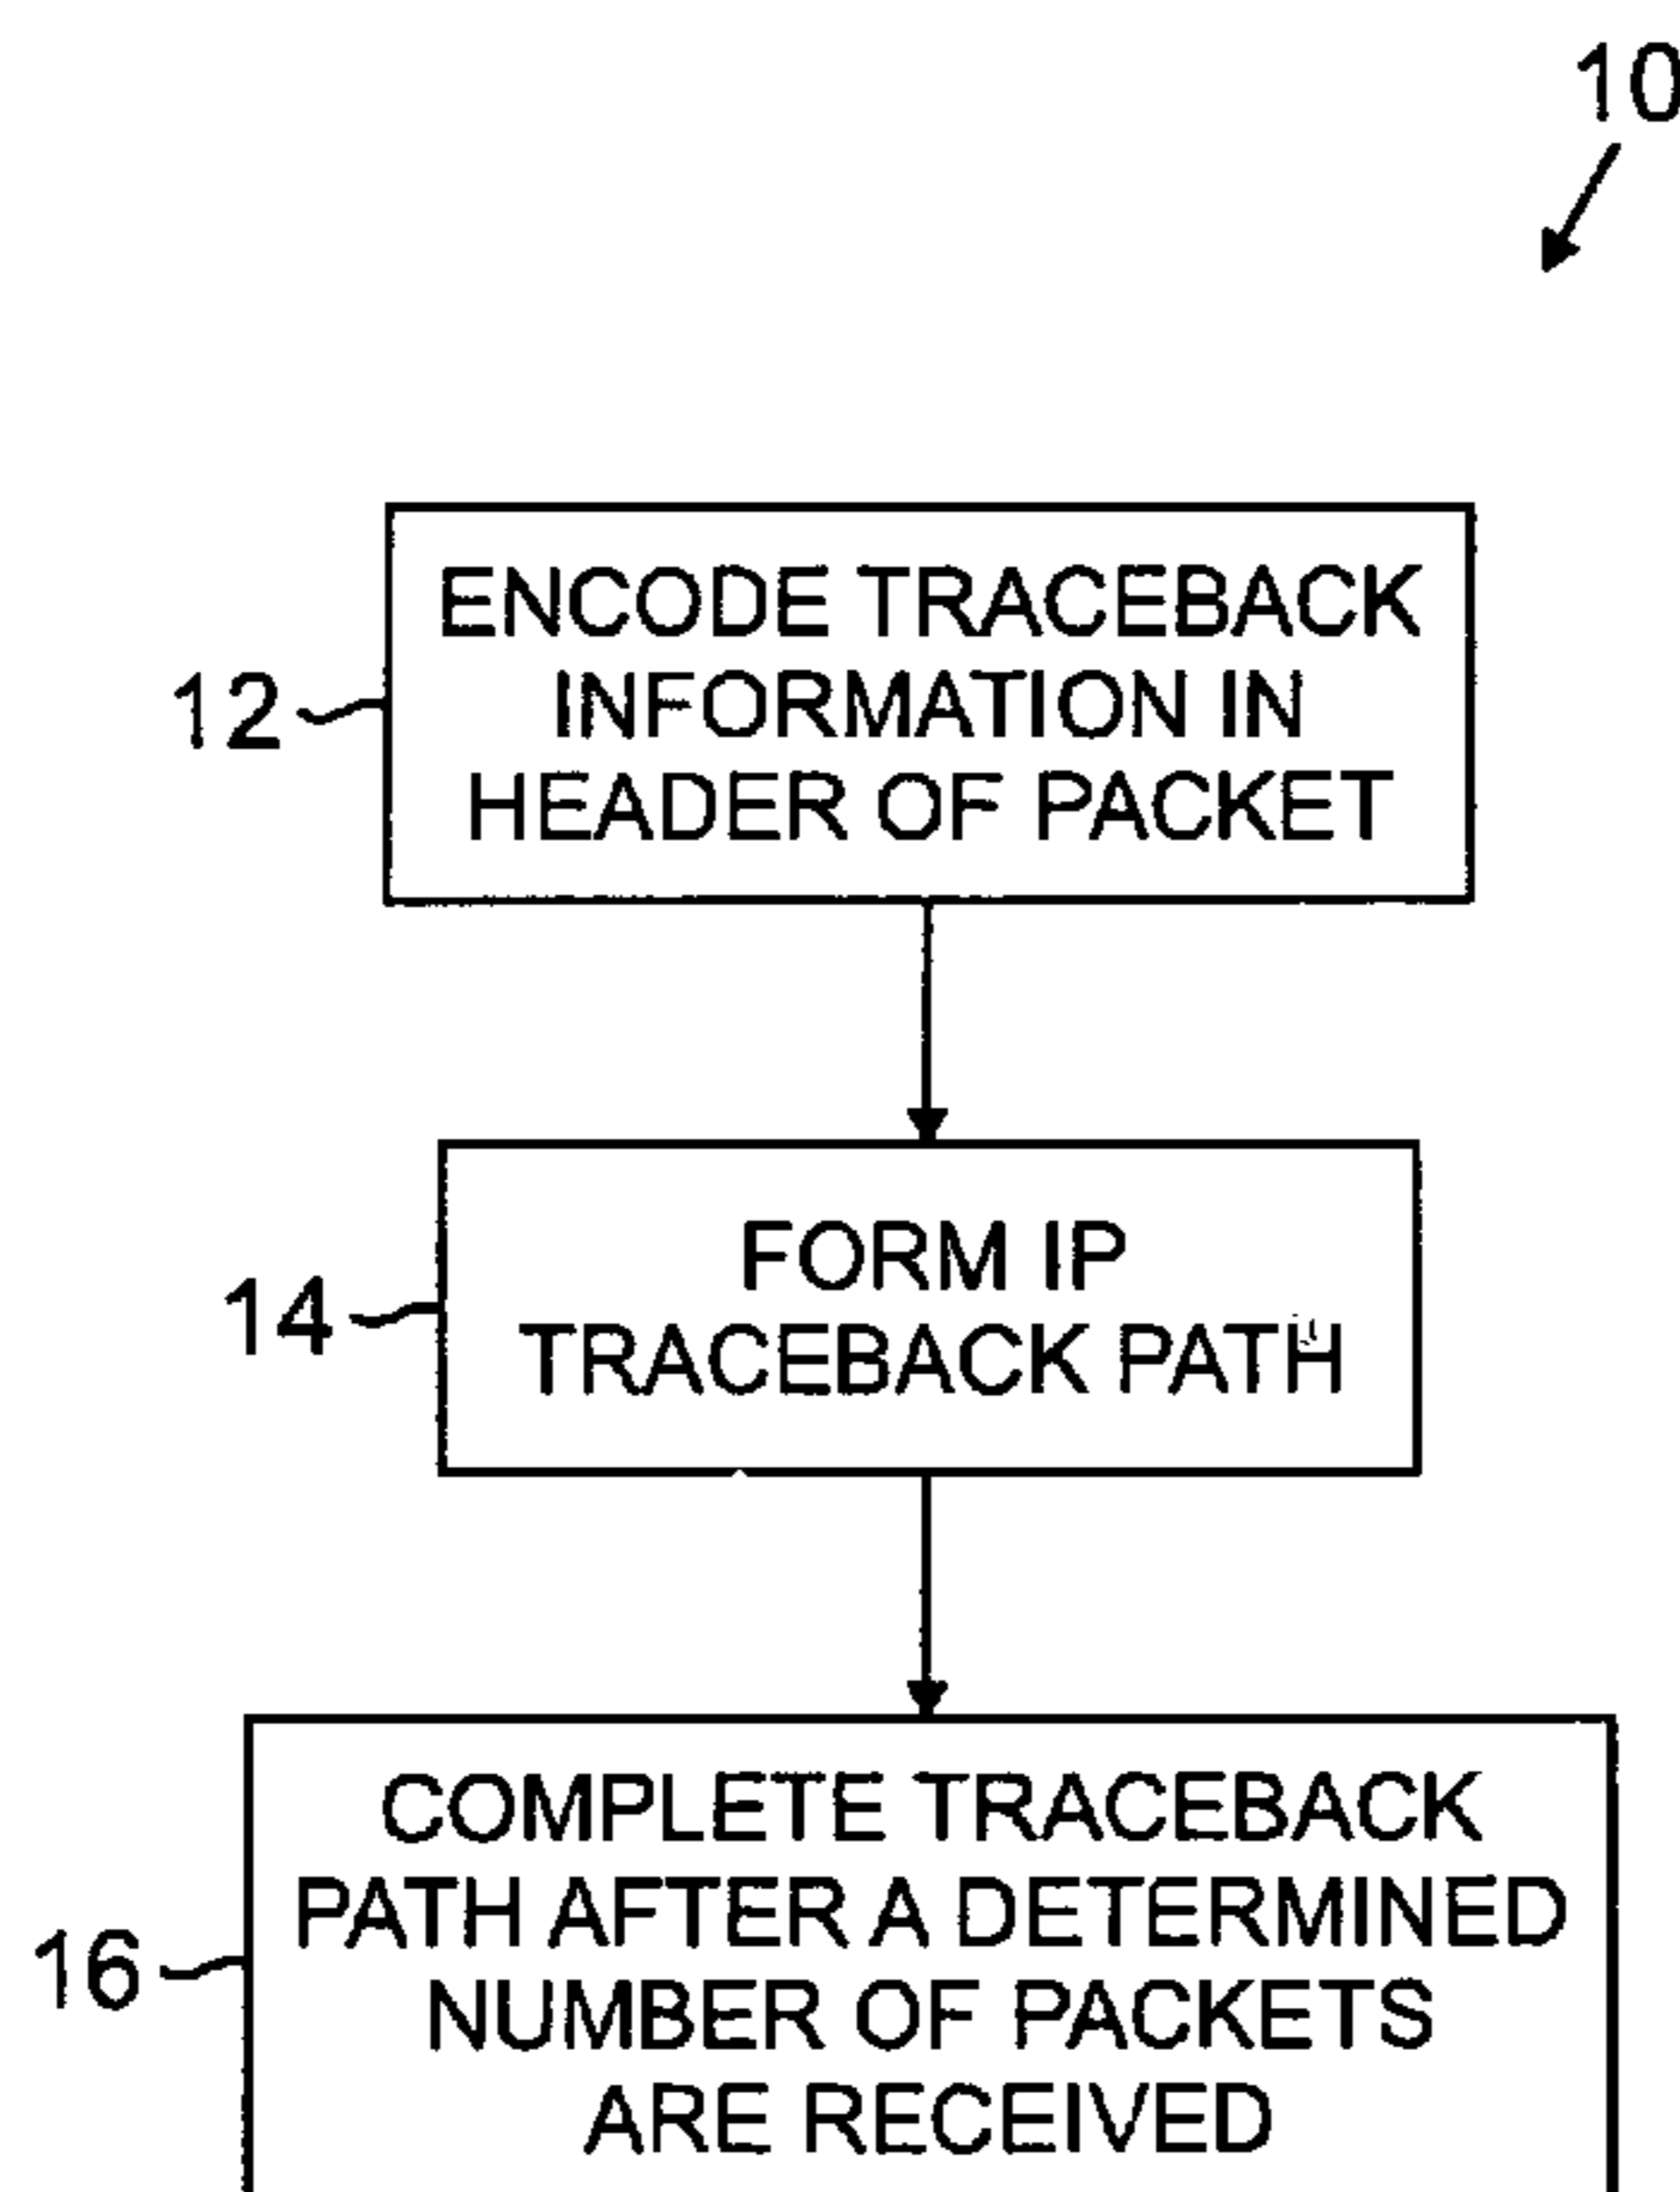 10
ENCODE TRACEBACK
INFORMATION IN
HEADER OF PACKET
12
FORM IP
TRACEBACK PATH
14
COMPLETE TRACEBACK
PATH AFTER A DETERMINED
NUMBER OF PACKETS
ARE RECEIVED
16